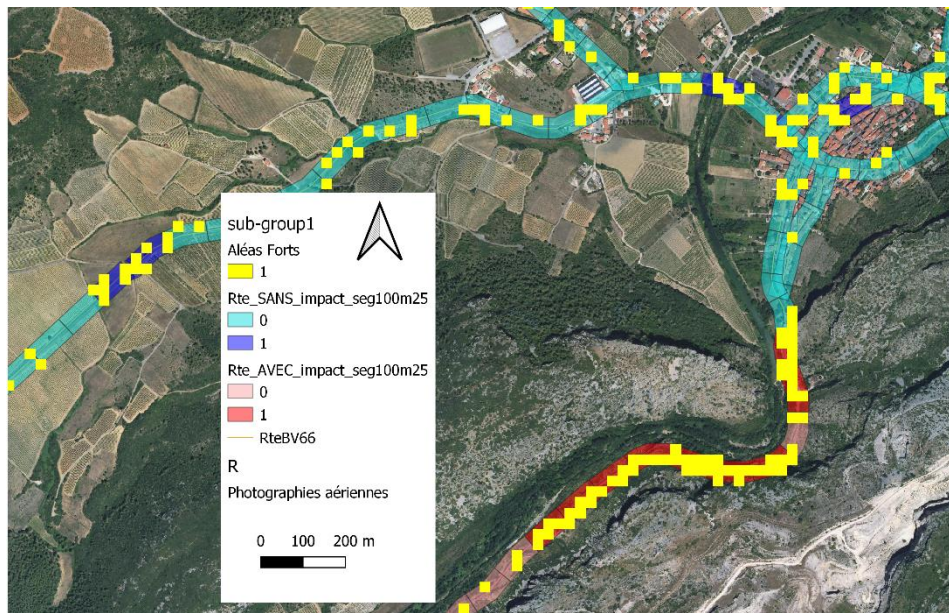 sub-group1
Aléas Forts
1
Rte_SANS_impact_seg100m25
0
1
Rte_AVEC_impact_seg100m25
0
1
RteBV66
R
Photographies aériennes
0 100 200 m